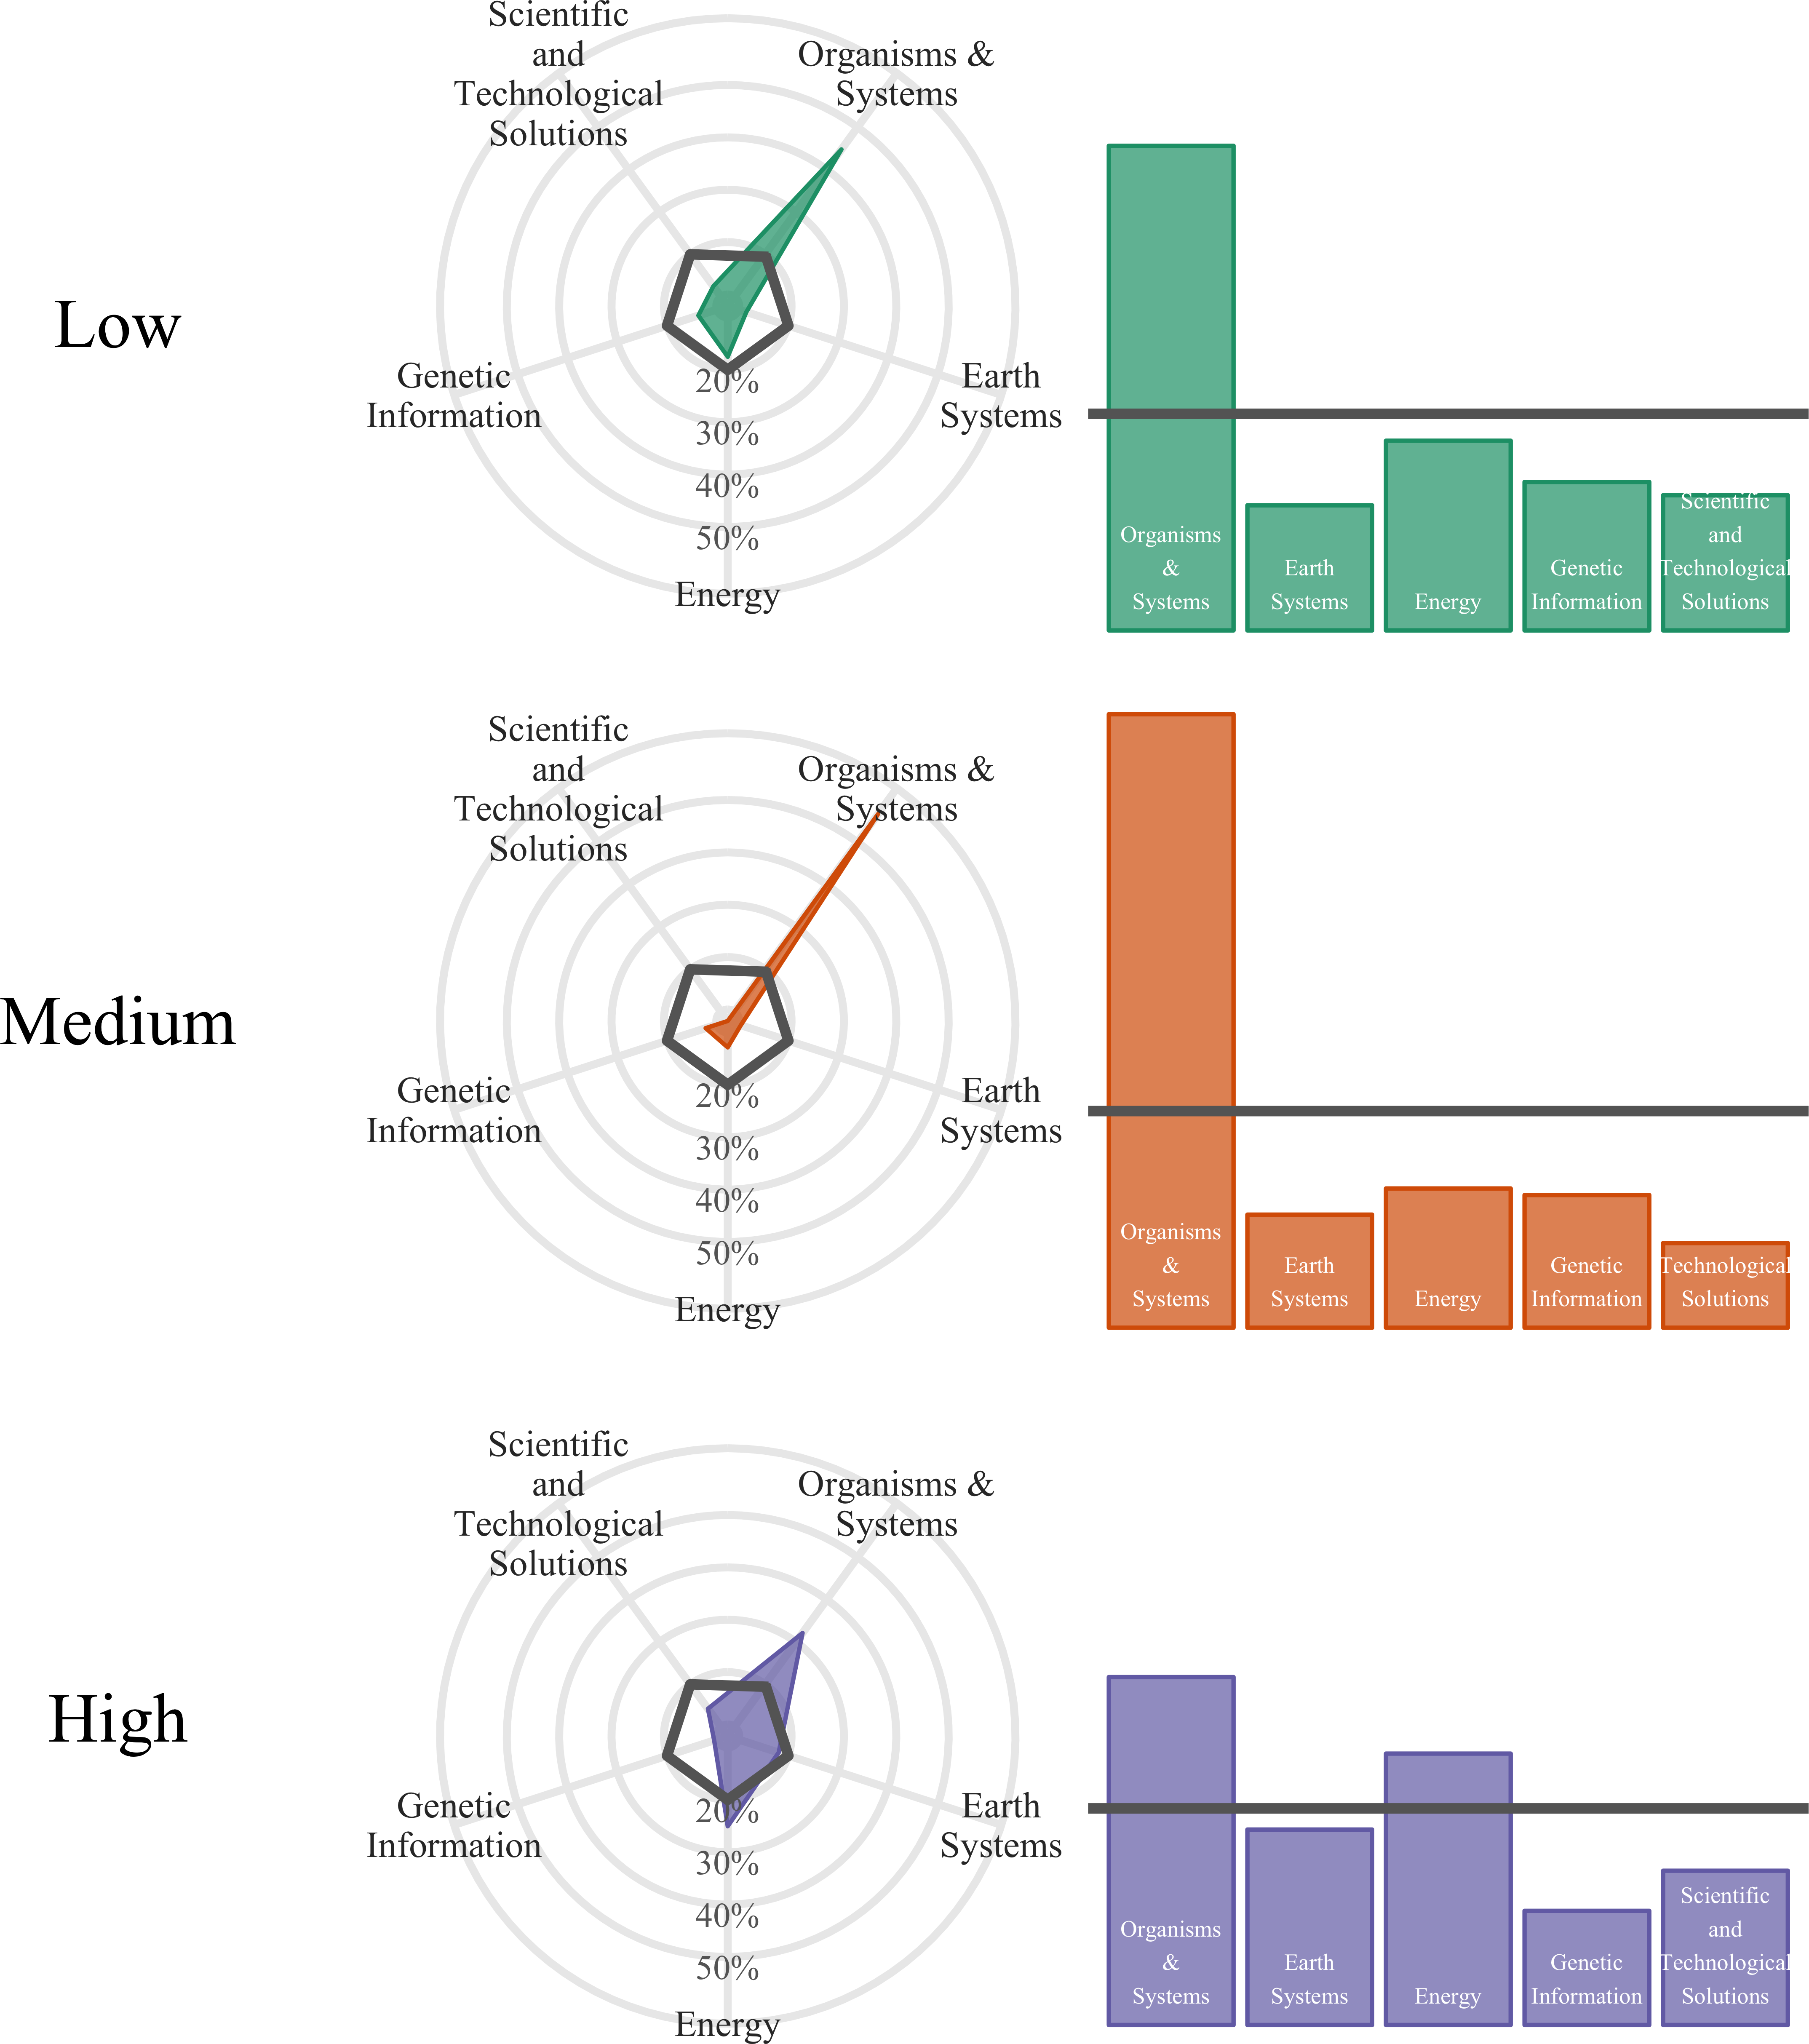 Scientific
and
Technological
Solutions
Organisms &
Systems
Low
Genetic
Information
Earth
Systems
20%
30%
40%
50%
Energy
Organisms
&
Systems
Earth
Systems
Energy
Genetic
Information
Scientific
and
Technological
Solutions
Scientific
and
Technological
Solutions
Organisms &
Systems
Medium
Genetic
Information
Earth
Systems
20%
30%
40%
50%
Energy
Organisms
&
Systems
Earth
Systems
Energy
Genetic
Information
Technological
Solutions
Scientific
and
Technological
Solutions
Organisms &
Systems
High
Genetic
Information
Earth
Systems
20%
30%
40%
50%
Energy
Organisms
&
Systems
Earth
Systems
Energy
Genetic
Information
Scientific
and
Technological
Solutions